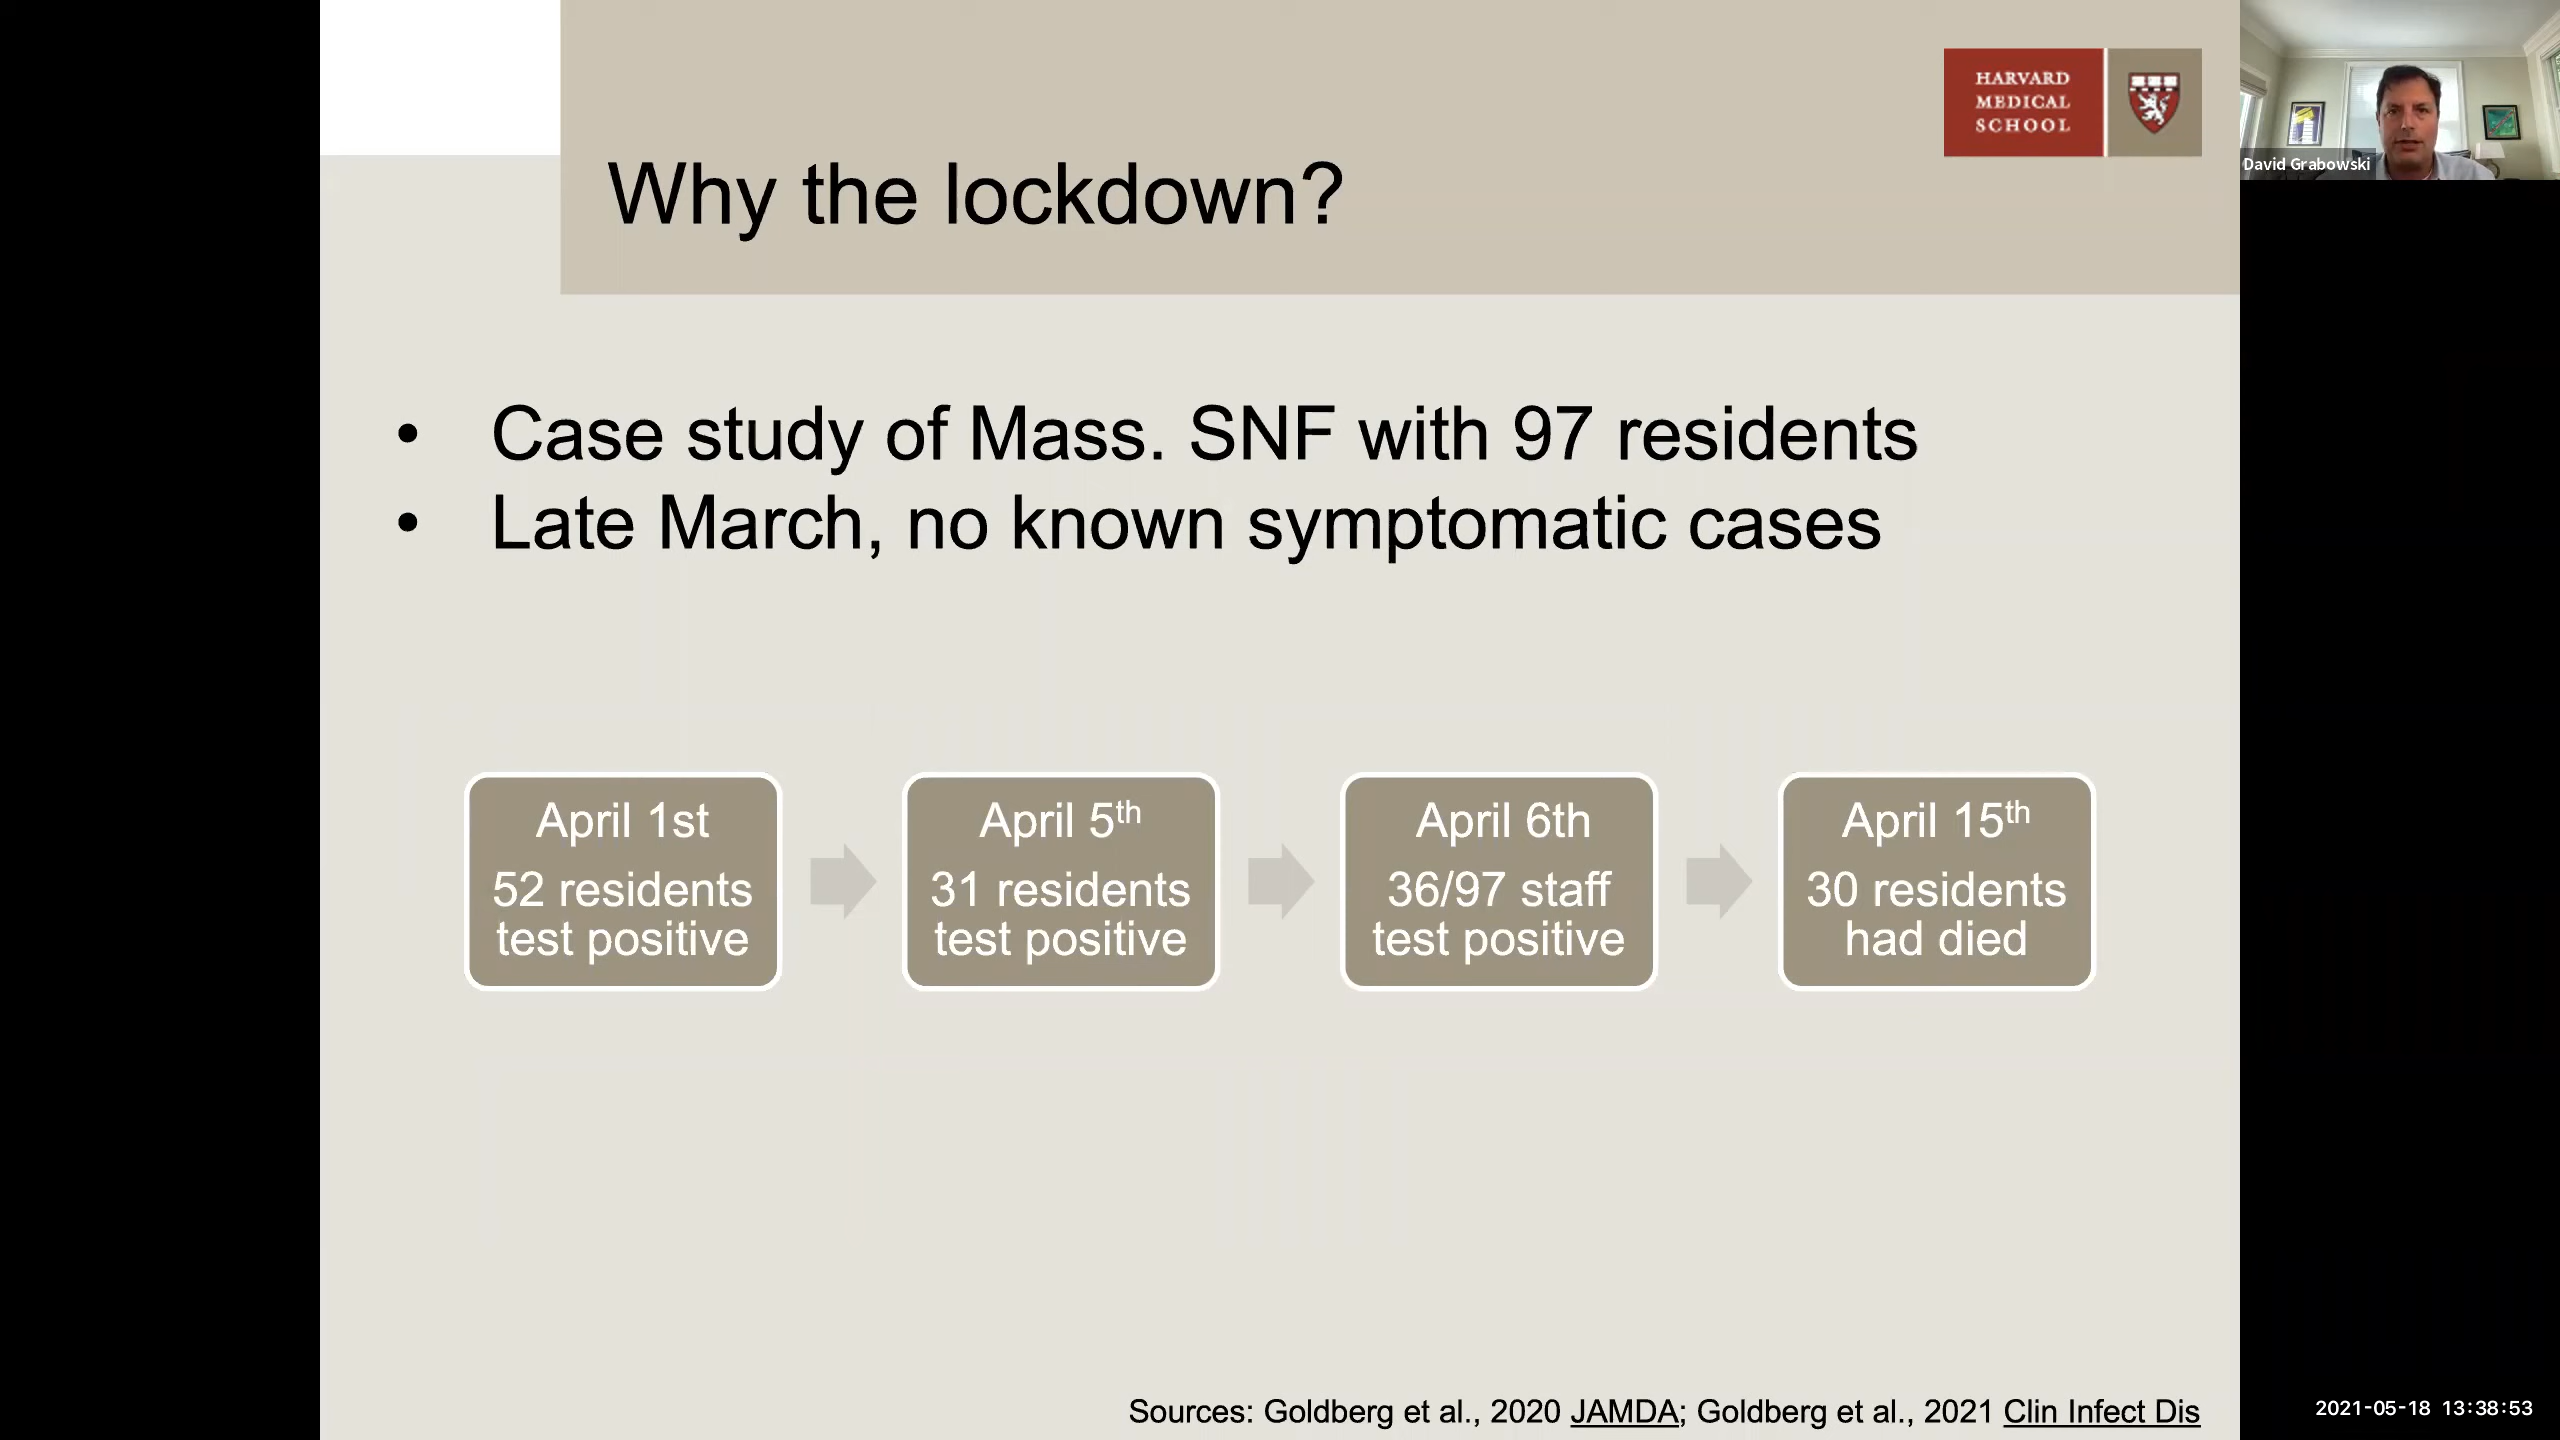 HARVARD
MEDICAL
SCHOOL
David Grabowski
Why the lockdown?
• Case study of Mass. SNF with 97 residents
• Late March, no known symptomatic cases
April 1st
52 residents
test positive
April 5th
31 residents
test positive
April 6th
36/97 staff
test positive
April 15th
30 residents
had died
Sources: Goldberg et al., 2020 JAMDA; Goldberg et al., 2021 Clin Infect Dis
2021-05-18 13:38:53